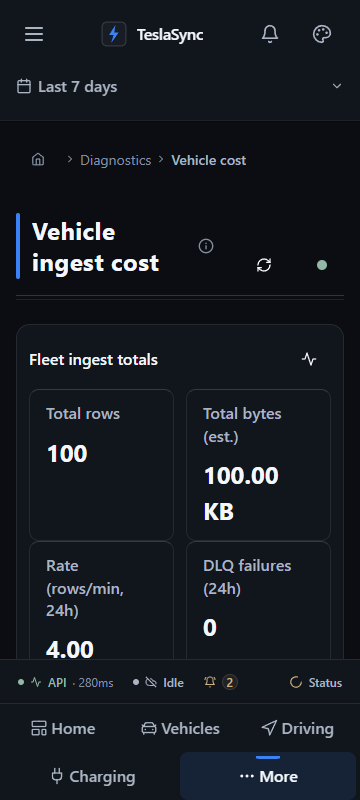 TeslaSync
Last 7 days
Diagnostics Vehicle cost
Vehicle
ingest cost
Fleet ingest totals
Total rows
100
Total bytes
(est.)
100.00
KB
Rate
(rows/min,
24h)
4.00
DLQ failures
(24h)
0
API · 280ms Idle 2 Status
Home Vehicles Driving
Charging More